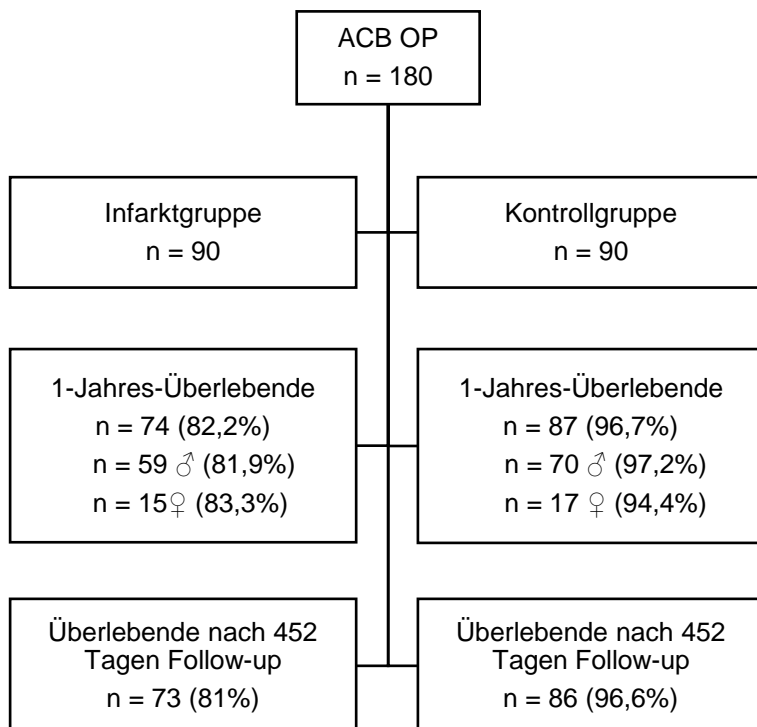 ACB OP
n = 180
Infarktgruppe
n = 90
Kontrollgruppe
n = 90
1-Jahres-Überlebende
n = 74 (82,2%)
n = 59 ♂ (81,9%)
n = 15♀ (83,3%)
1-Jahres-Überlebende
n = 87 (96,7%)
n = 70 ♂ (97,2%)
n = 17 ♀ (94,4%)
Überlebende nach 452
Tagen Follow-up
n = 73 (81%)
Überlebende nach 452
Tagen Follow-up
n = 86 (96,6%)